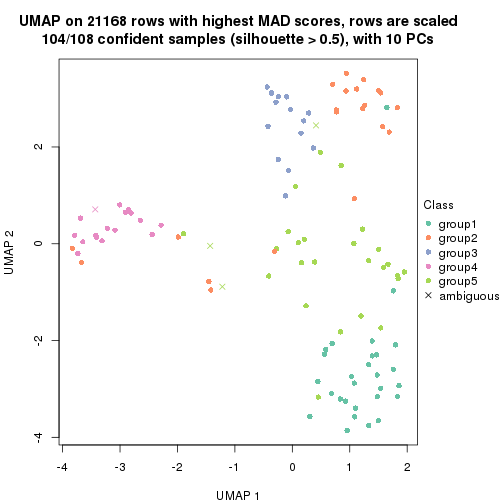 UMAP on 21168 rows with highest MAD scores, rows are scaled
104/108 confident samples (silhouette > 0.5), with 10 PCs
UMAP 2
2
0
-2
-4
-4
-3
-2
-1
0
1
2
UMAP 1
Class
group1
group2
group3
group4
group5
ambiguous